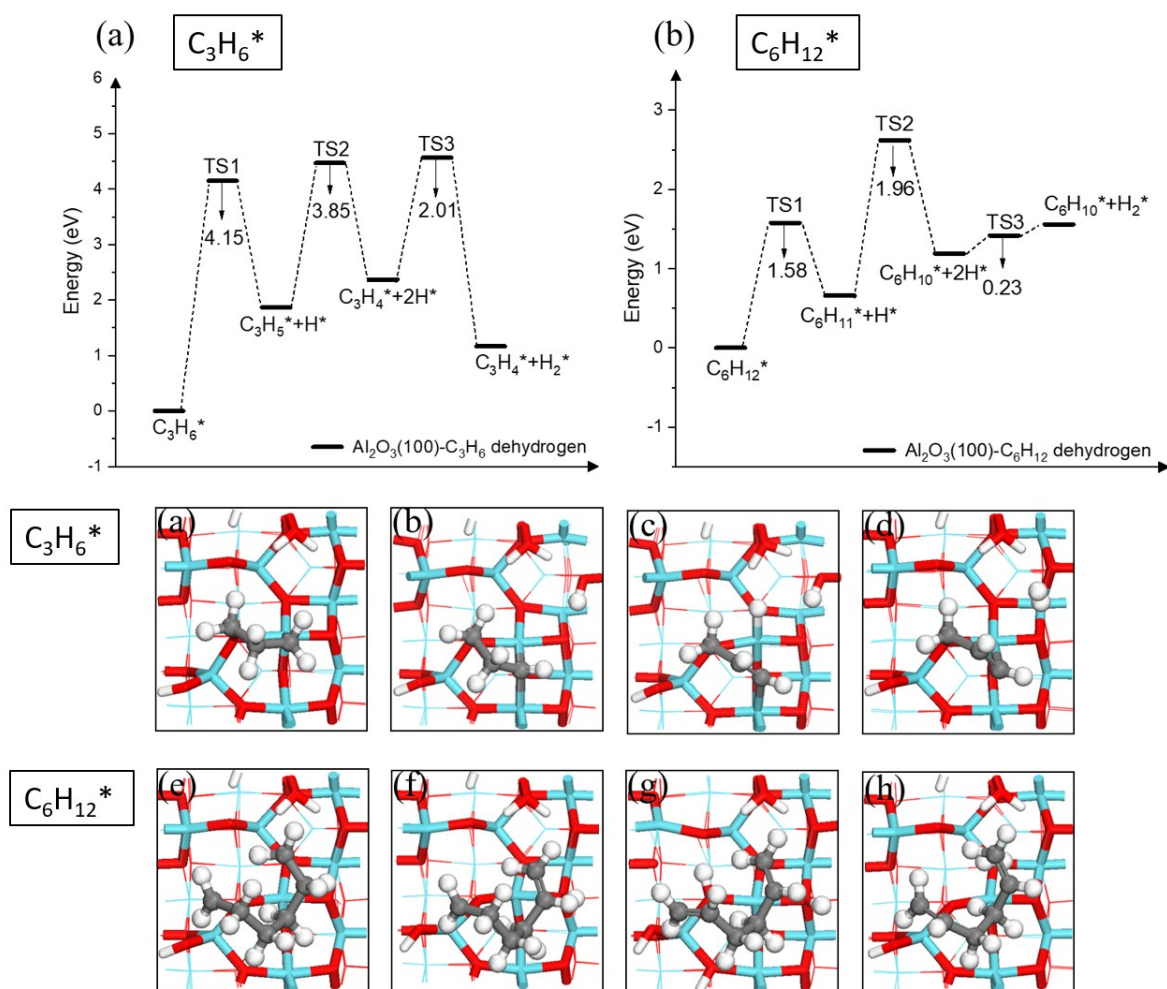 (a) C₃H₆*
6
5
4
3
2
1
0
-1
Energy (eV)
TS1
4.15
TS2
3.85
TS3
2.01
C₃H₆*
C₃H₅*+H*
C₃H₄*+2H*
C₃H₄*+H₂*
Al₂O₃(100)-C₃H₆ dehydrogen
(b) C₆H₁₂*
3
2
1
0
-1
Energy (eV)
TS1
1.58
TS2
1.96
TS3
0.23
C₆H₁₂*
C₆H₁₁*+H*
C₆H₁₀*+2H*
C₆H₁₀*+H₂*
Al₂O₃(100)-C₆H₁₂ dehydrogen
C₃H₆*
(a) (b) (c) (d)
C₆H₁₂*
(e) (f) (g) (h)